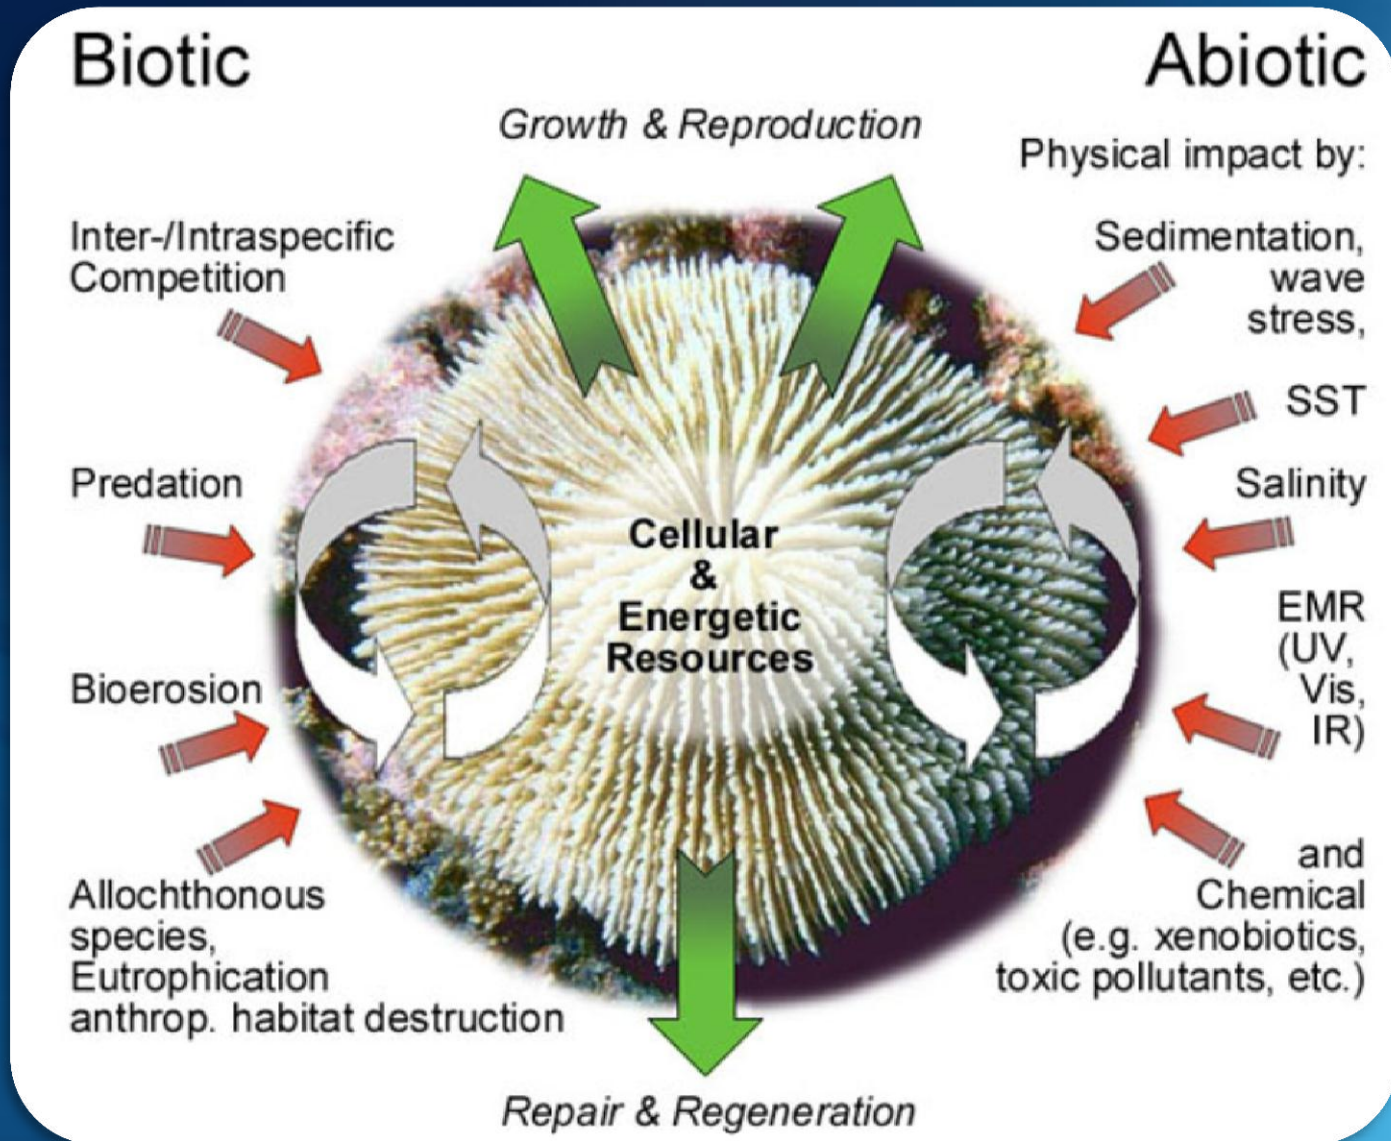 Biotic
Abiotic
Growth & Reproduction
Physical impact by:
Inter-/Intraspecific
Competition
Sedimentation,
wave
stress,
SST
Predation
Salinity
Cellular
&
Energetic
Resources
EMR
(UV,
Vis,
IR)
Bioerosion
and
Chemical
(e.g. xenobiotics,
toxic pollutants, etc.)
Allochthonous
species,
Eutrophication
anthrop. habitat destruction
Repair & Regeneration